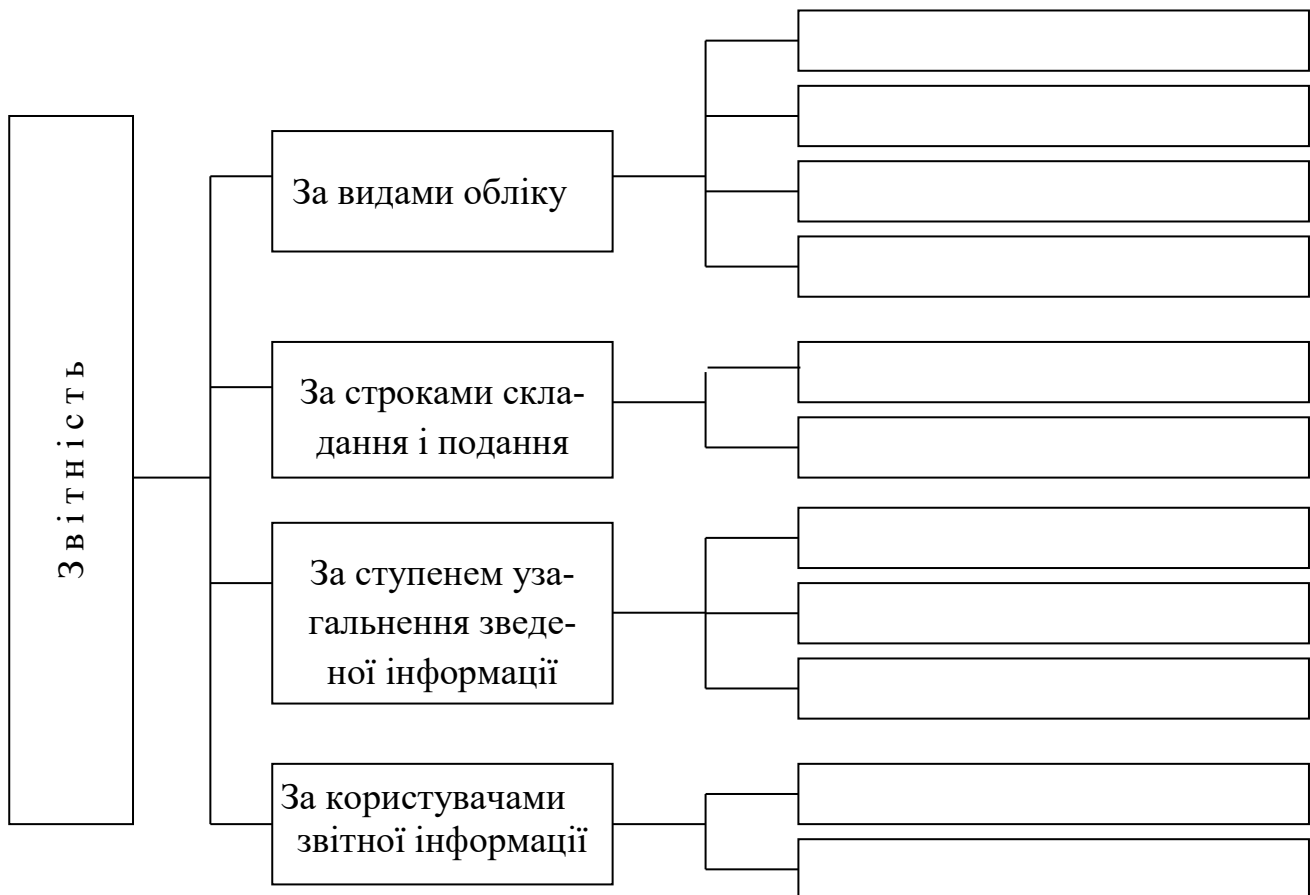 Звітність
За видами обліку
За строками скла-
дання і подання
За ступенем уза-
гальнення зведе-
ної інформації
За користувачами
звітної інформації